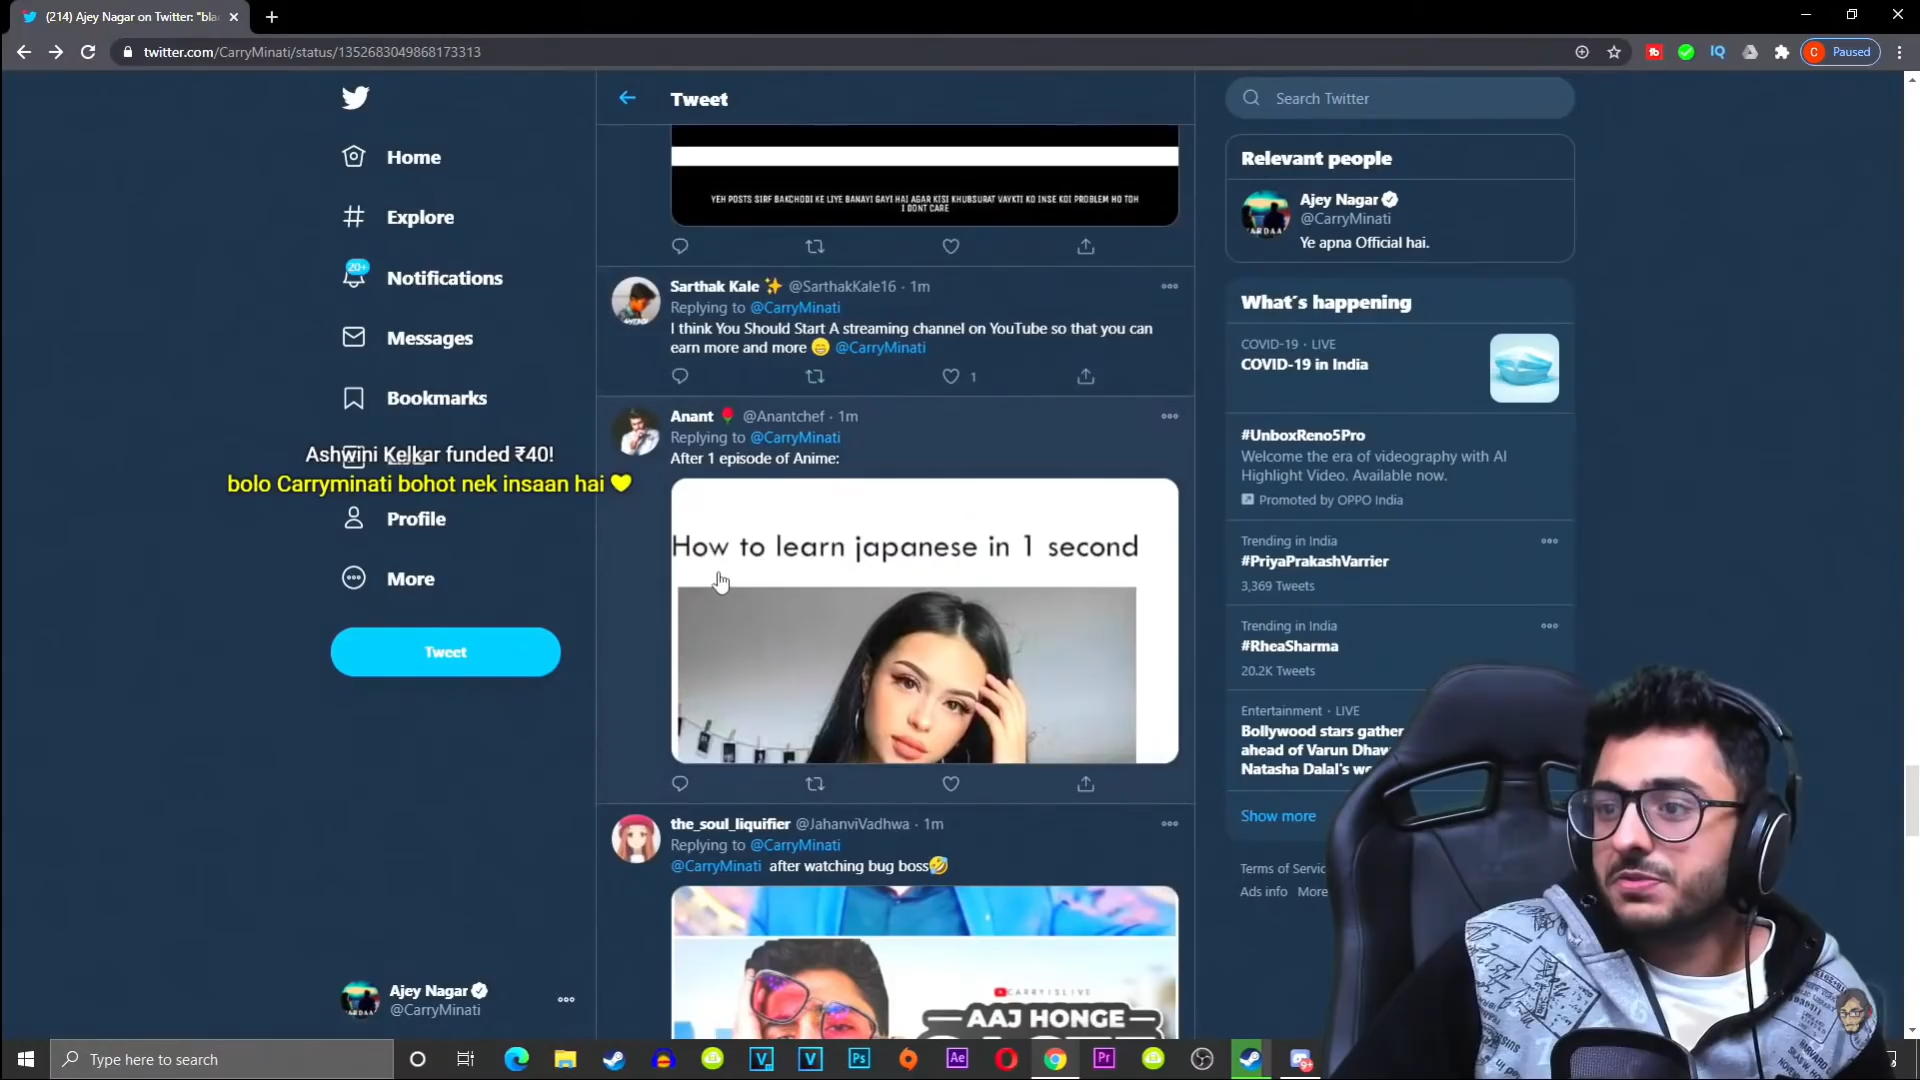 (214) Ajey Nagar on Twitter: "bla
twitter.com/CarryMinati/status/1352683049868173313
Paused
Home
Explore
20+
Notifications
Messages
Bookmarks
Ashwini Kelkar funded ₹40!
bolo Carryminati bohot nek insaan hai 💛
Profile
More
Tweet
Ajey Nagar
@CarryMinati
Tweet
YEH POSTS SIRF BAKCHODI KE LIYE BANAYI GAYI HAI AGAR KISI KHUBSURAT VAYKTI KO INSE KOI PROBLEM HO TOH
I DONT CARE
Sarthak Kale ✨ @SarthakKale16 · 1m
Replying to @CarryMinati
I think You Should Start A streaming channel on YouTube so that you can
earn more and more 😁 @CarryMinati
1
Anant 🌹 @Anantchef · 1m
Replying to @CarryMinati
After 1 episode of Anime:
How to learn japanese in 1 second
the_soul_liquifier @JahanviVadhwa · 1m
Replying to @CarryMinati
@CarryMinati after watching bug boss🤣
CARRYISLIVE
AAJ HONGE
Search Twitter
Relevant people
Ajey Nagar
@CarryMinati
Ye apna Official hai.
What's happening
COVID-19 · LIVE
COVID-19 in India
#UnboxReno5Pro
Welcome the era of videography with AI
Highlight Video. Available now.
Promoted by OPPO India
Trending in India
#PriyaPrakashVarrier
3,369 Tweets
Trending in India
#RheaSharma
20.2K Tweets
Entertainment · LIVE
Bollywood stars gather
ahead of Varun Dhaw
Natasha Dalal's we
Show more
Terms of Servic
Ads info More
Type here to search